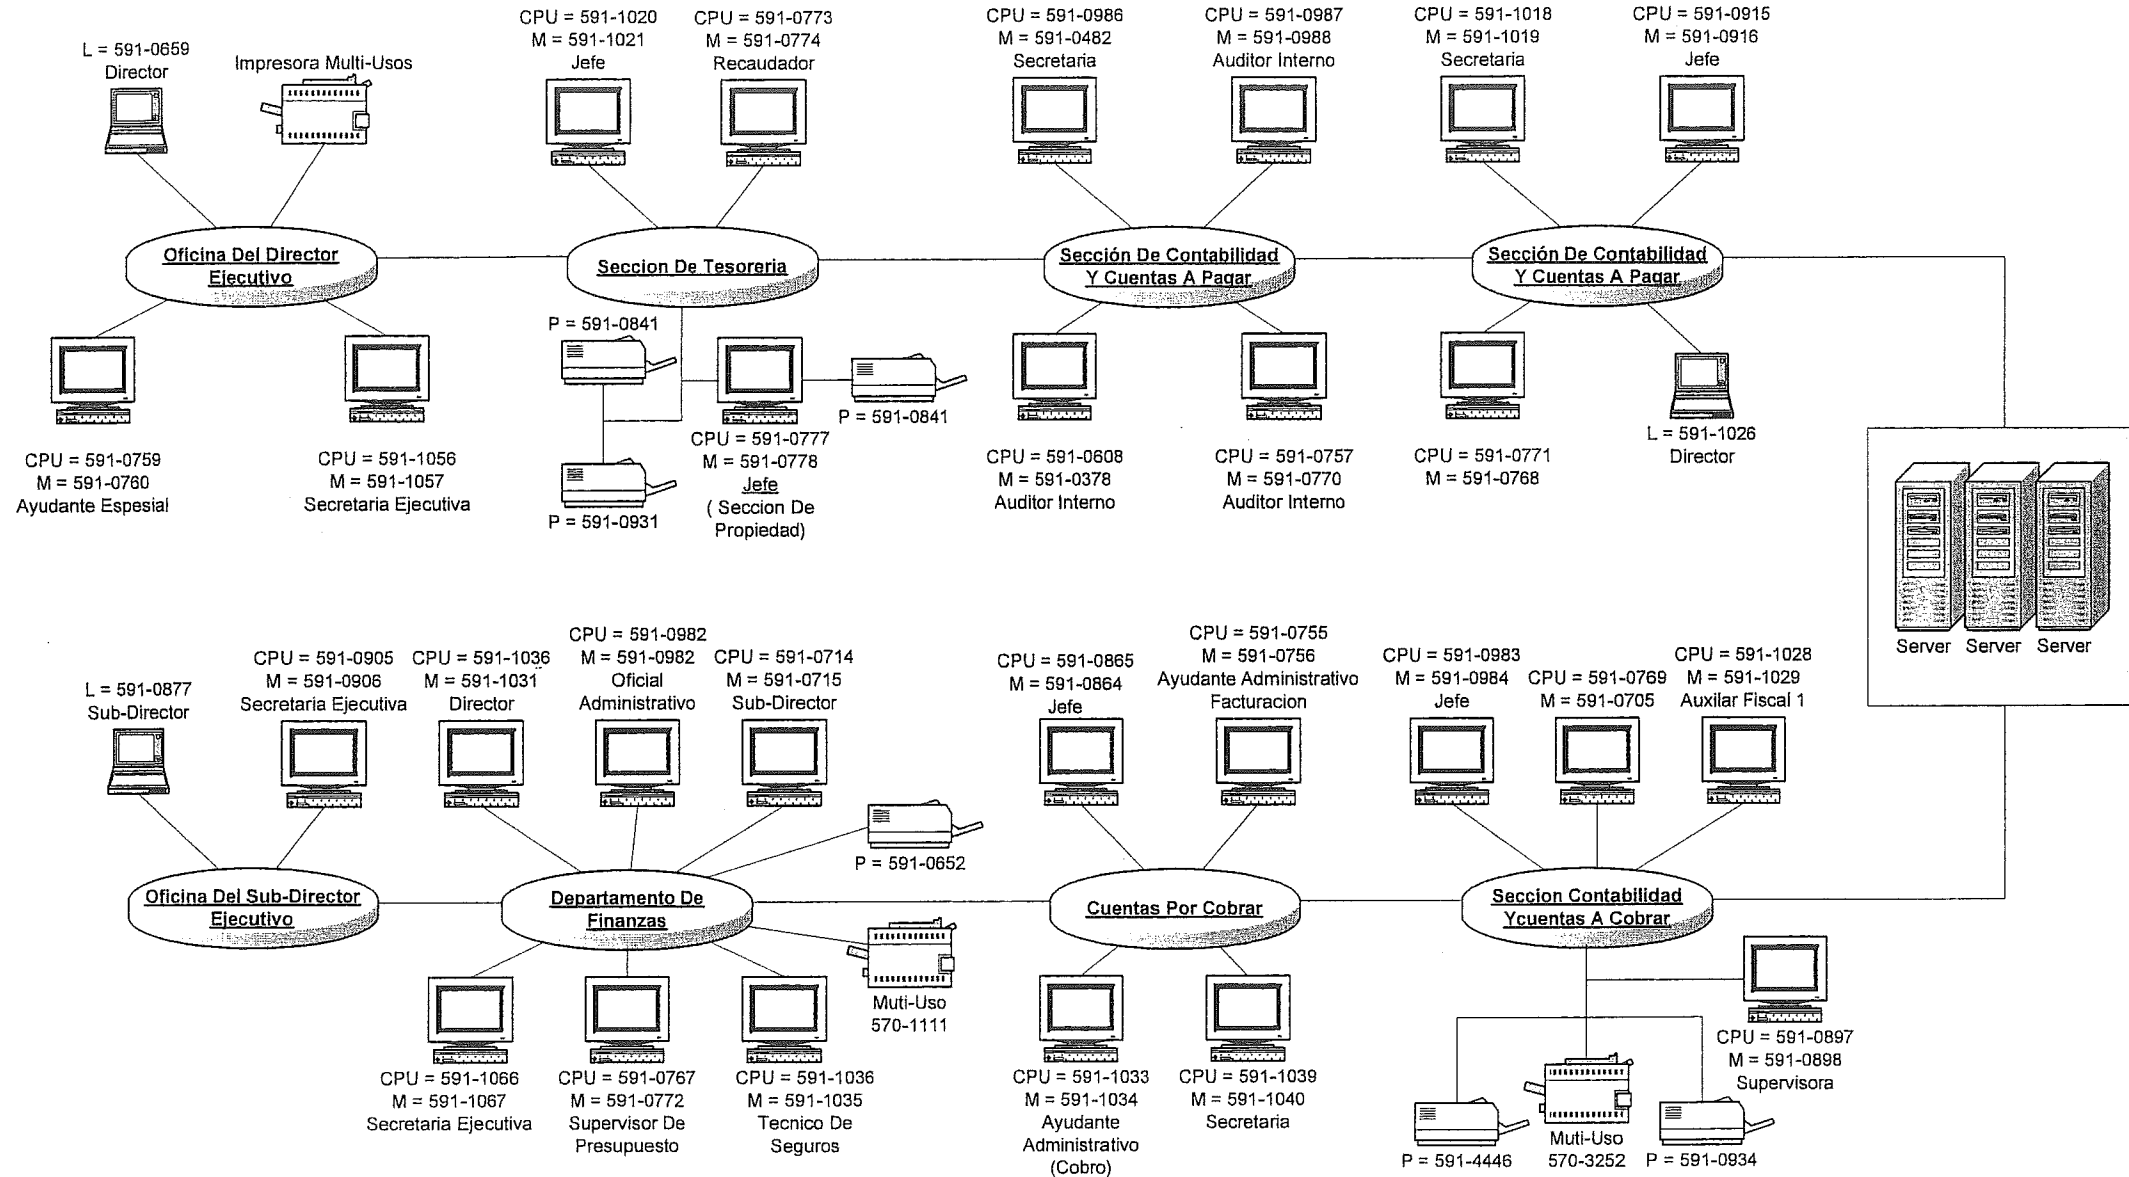 L = 591-0659
Director
Impresora Multi-Usos
CPU = 591-1020
M = 591-1021
Jefe
CPU = 591-0773
M = 591-0774
Recaudador
CPU = 591-0986
M = 591-0482
Secretaria
CPU = 591-0987
M = 591-0988
Auditor Interno
CPU = 591-1018
M = 591-1019
Secretaria
CPU = 591-0915
M = 591-0916
Jefe
Oficina Del Director
Ejecutivo
Seccion De Tesoreria
Sección De Contabilidad
Y Cuentas A Pagar
Sección De Contabilidad
Y Cuentas A Pagar
CPU = 591-0759
M = 591-0760
Ayudante Espesial
CPU = 591-1056
M = 591-1057
Secretaria Ejecutiva
P = 591-0841
P = 591-0931
CPU = 591-0777
M = 591-0778
Jefe
( Seccion De
Propiedad)
P = 591-0841
CPU = 591-0608
M = 591-0378
Auditor Interno
CPU = 591-0757
M = 591-0770
Auditor Interno
CPU = 591-0771
M = 591-0768
L = 591-1026
Director
Server
Server
Server
L = 591-0877
Sub-Director
CPU = 591-0905
M = 591-0906
Secretaria Ejecutiva
CPU = 591-1036
M = 591-1031
Director
CPU = 591-0982
M = 591-0982
Oficial
Administrativo
CPU = 591-0714
M = 591-0715
Sub-Director
P = 591-0652
CPU = 591-0865
M = 591-0864
Jefe
CPU = 591-0755
M = 591-0756
Ayudante Administrativo
Facturacion
CPU = 591-0983
M = 591-0984
Jefe
CPU = 591-0769
M = 591-0705
CPU = 591-1028
M = 591-1029
Auxilar Fiscal 1
Oficina Del Sub-Director
Ejecutivo
Departamento De
Finanzas
Cuentas Por Cobrar
Seccion Contabilidad
Ycuentas A Cobrar
CPU = 591-1066
M = 591-1067
Secretaria Ejecutiva
CPU = 591-0767
M = 591-0772
Supervisor De
Presupuesto
CPU = 591-1036
M = 591-1035
Tecnico De
Seguros
Muti-Uso
570-1111
CPU = 591-1033
M = 591-1034
Ayudante
Administrativo
(Cobro)
CPU = 591-1039
M = 591-1040
Secretaria
P = 591-4446
Muti-Uso
570-3252
P = 591-0934
CPU = 591-0897
M = 591-0898
Supervisora